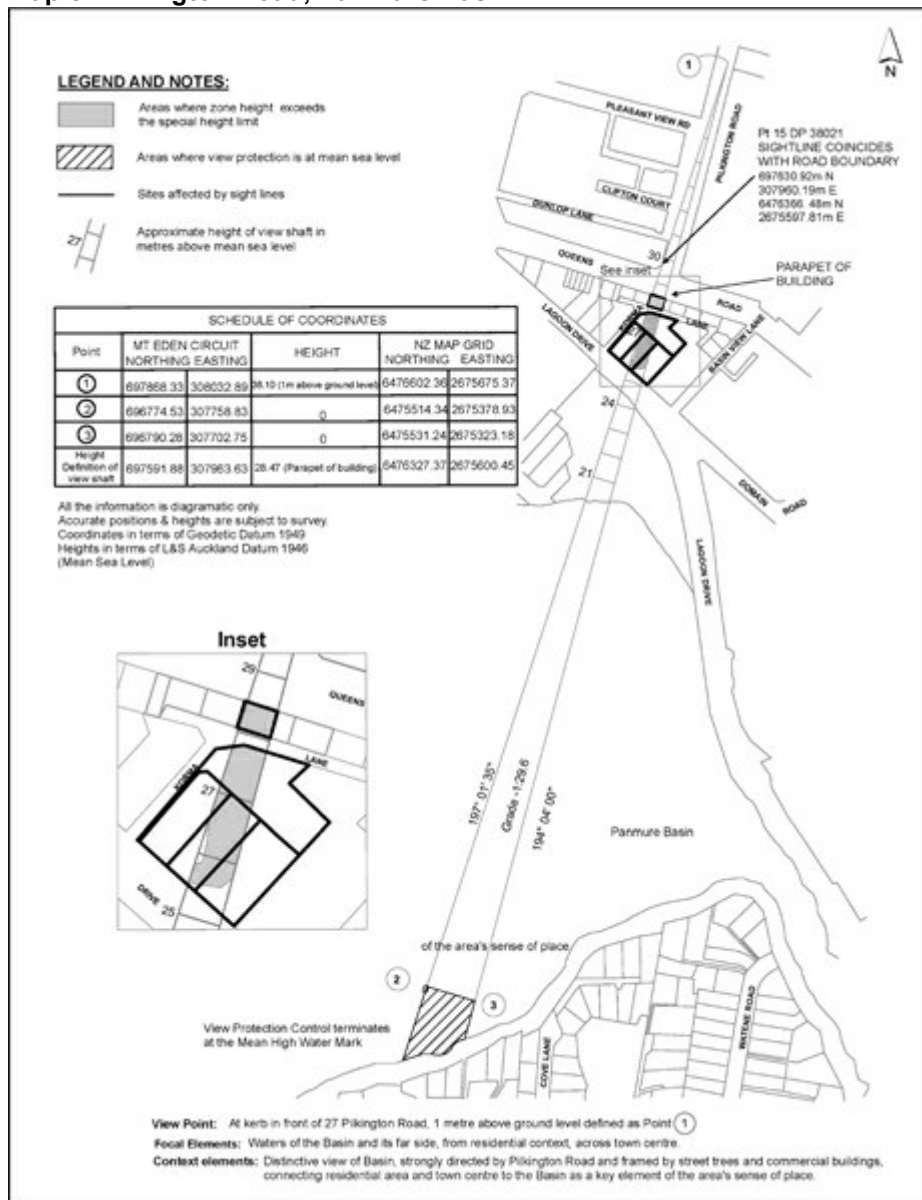 LEGEND AND NOTES:
Areas where zone height exceeds
the special height limit
Areas where view protection is at mean sea level
Sites affected by sight lines
27
Approximate height of view shaft in
metres above mean sea level
SCHEDULE OF COORDINATES
Point
MT EDEN CIRCUIT
NORTHING EASTING
HEIGHT
NZ MAP GRID
NORTHING EASTING
1 697868.33 308032.89 38.10 (1m above ground level) 6476602.36 2675675.37
2 696774.53 307758.83 0 6475514.34 2675378.93
3 695790.28 307702.75 0 6475531.24 2675323.18
Height
Definition of
view shaft
697591.88 307963.63 28.47 (Parapet of building) 6476327.37 2675600.45
All the information is diagramatic only.
Accurate positions & heights are subject to survey.
Coordinates in terms of Geodetic Datum 1949
Heights in terms of L&S Auckland Datum 1946
(Mean Sea Level)
N
1
PLEASANT VIEW RD
PILKINGTON ROAD
CLIFTON COURT
DUNLOP LANE
Pt 15 DP 38021
SIGHTLINE COINCIDES
WITH ROAD BOUNDARY
697630.92m N
307960.19m E
6476366.48m N
2675597.81m E
30
QUEENS
See inset
ROAD
PARAPET OF
BUILDING
LAGOON DRIVE
LANE
BASIN VIEW LANE
24
21
DOMAIN
ROAD
LAGOON DRIVE
Inset
29
QUEENS
LANE
KORMA
27
DRIVE
25
197° 01' 35"
Grade -1:29.6
194° 04' 00"
Panmure Basin
of the area's sense of place
2
3
View Protection Control terminates
at the Mean High Water Mark
COVE LANE
WATENE ROAD
View Point: At kerb in front of 27 Pilkington Road, 1 metre above ground level defined as Point 1
Focal Elements: Waters of the Basin and its far side, from residential context, across town centre.
Context elements: Distinctive view of Basin, strongly directed by Pilkington Road and framed by street trees and commercial buildings,
connecting residential area and town centre to the Basin as a key element of the area's sense of place.